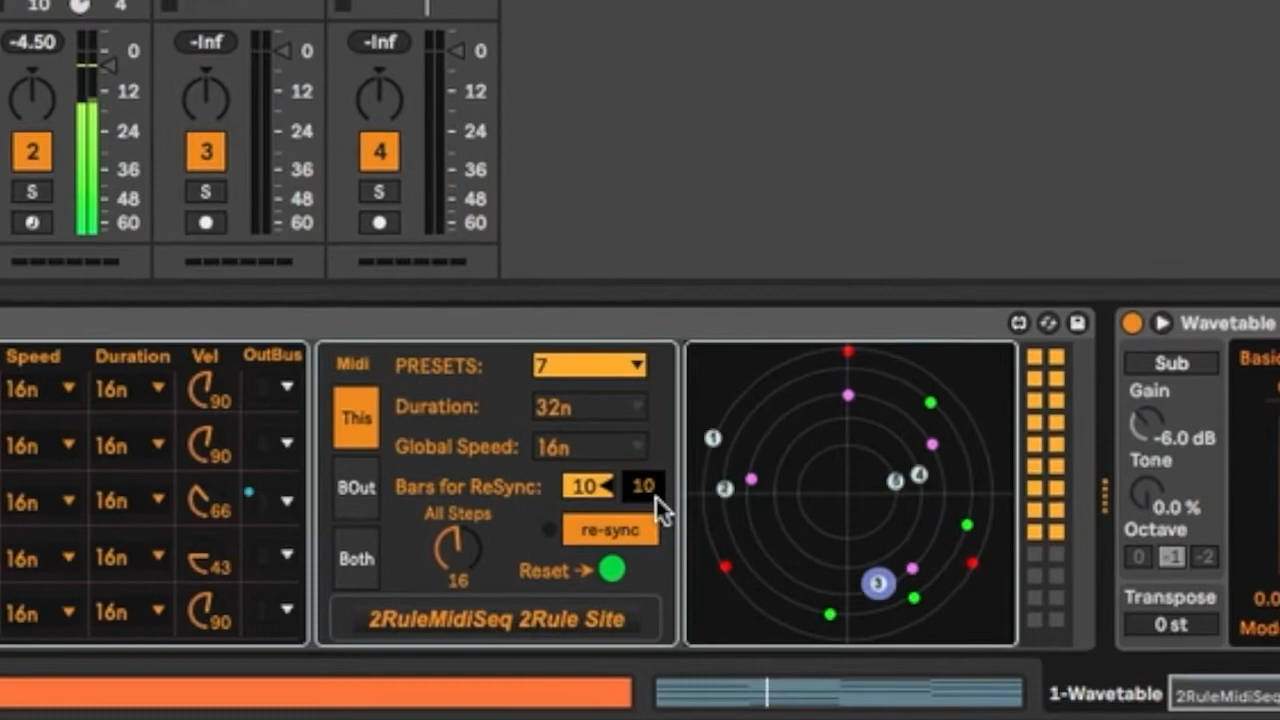 10 4
-4.50 -Inf -Inf
0 0 0
12 12 12
24 24 24
2 3 4
36 36 36
S S S
48 48 48
60 60 60
Wavetable
Speed Duration Vel OutBus
16n 16n 90
16n 16n 90
16n 16n 66
16n 16n 43
16n 16n 90
Midi
This
BOut
Both
PRESETS: 7
Duration: 32n
Global Speed: 16n
Bars for ReSync: 10 10
All Steps
re-sync
16
Reset
2RuleMidiSeq 2Rule Site
1
2
3
4
Sub
Gain
-6.0 dB
Tone
0.0 %
Octave
0 -1 -2
Transpose
0 st
Basic
0.0
Mod
1-Wavetable
2RuleMidiSeq